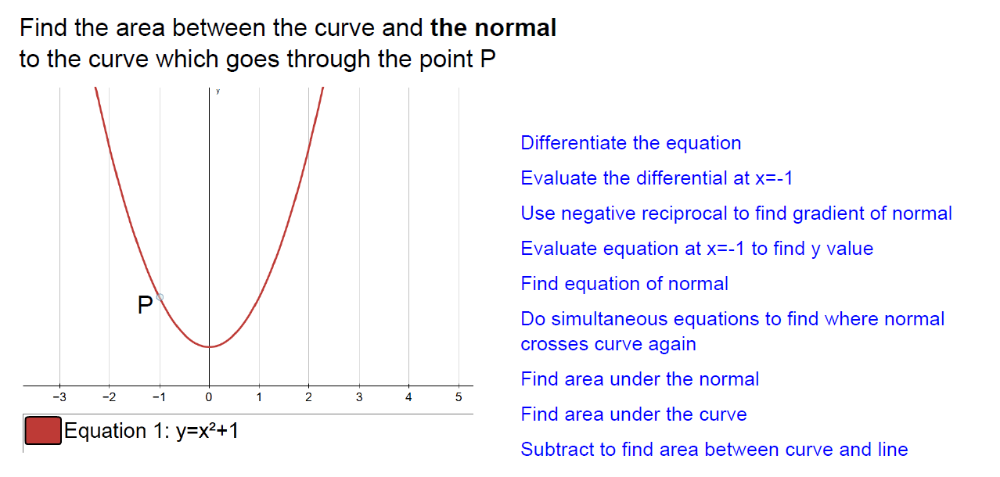 Find the area between the curve and the normal
to the curve which goes through the point P
y
Differentiate the equation
Evaluate the differential at x=-1
Use negative reciprocal to find gradient of normal
Evaluate equation at x=-1 to find y value
Find equation of normal
Do simultaneous equations to find where normal
crosses curve again
Find area under the normal
Find area under the curve
Subtract to find area between curve and line
P
−3 −2 −1 0 1 2 3 4 5
Equation 1: y=x²+1